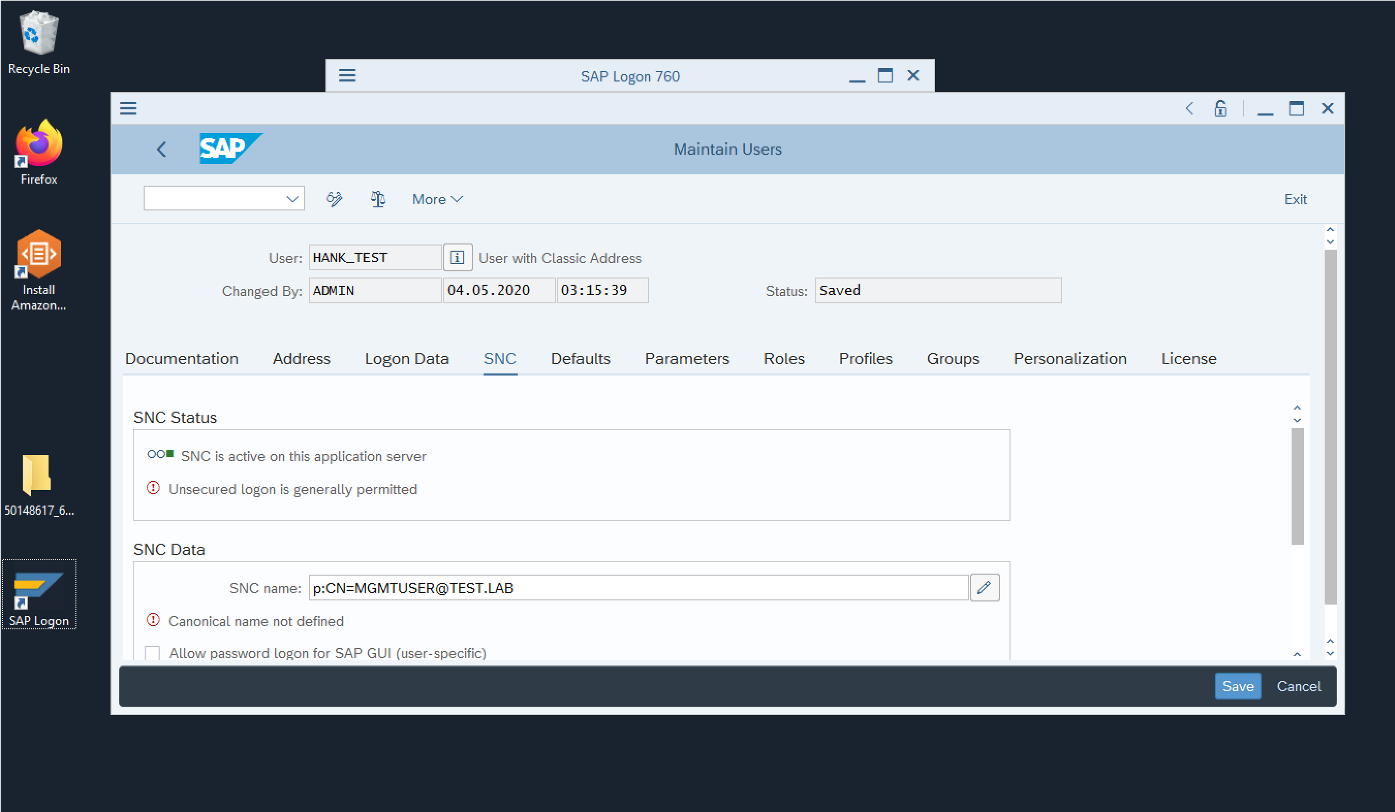 Recycle Bin
Firefox
Install
Amazon...
50148617_6...
SAP Logon
SAP Logon 760
SAP
Maintain Users
More
Exit
User: HANK_TEST User with Classic Address
Changed By: ADMIN 04.05.2020 03:15:39 Status: Saved
Documentation Address Logon Data SNC Defaults Parameters Roles Profiles Groups Personalization License
SNC Status
SNC is active on this application server
Unsecured logon is generally permitted
SNC Data
SNC name: p:CN=MGMTUSER@TEST.LAB
Canonical name not defined
Allow password logon for SAP GUI (user-specific)
Save Cancel